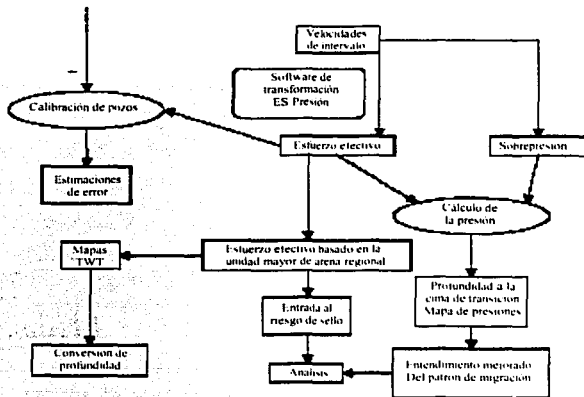 Velocidades
de intervalo
Software de
transformación
ES Presión
Calibración de pozos
Esfuerzo efectivo
Sobrepresión
Estimaciones
de error
Cálculo de
la presión
Mapas
TWT
Esfuerzo efectivo basado en la
unidad mayor de arena regional
Profundidad a la
cima de transición
Mapa de presiones
Entrada al
riesgo de sello
Conversión de
profundidad
Análisis
Entendimiento mejorado
Del patrón de migración